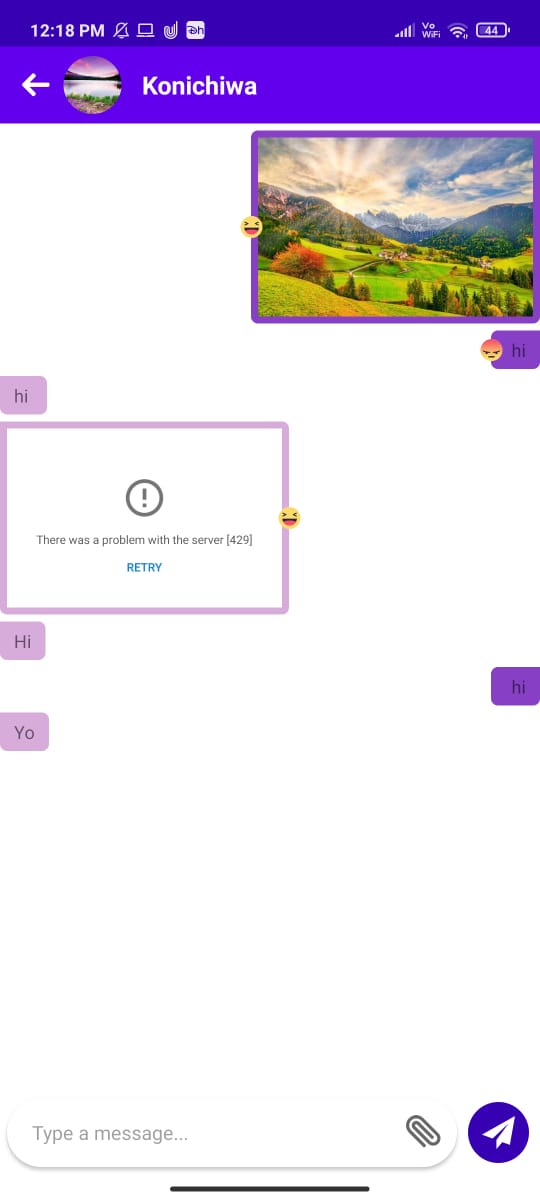 12:18 PM
Vo
WiFi
44
Konichiwa
hi
hi
There was a problem with the server [429]
RETRY
Hi
hi
Yo
Type a message...